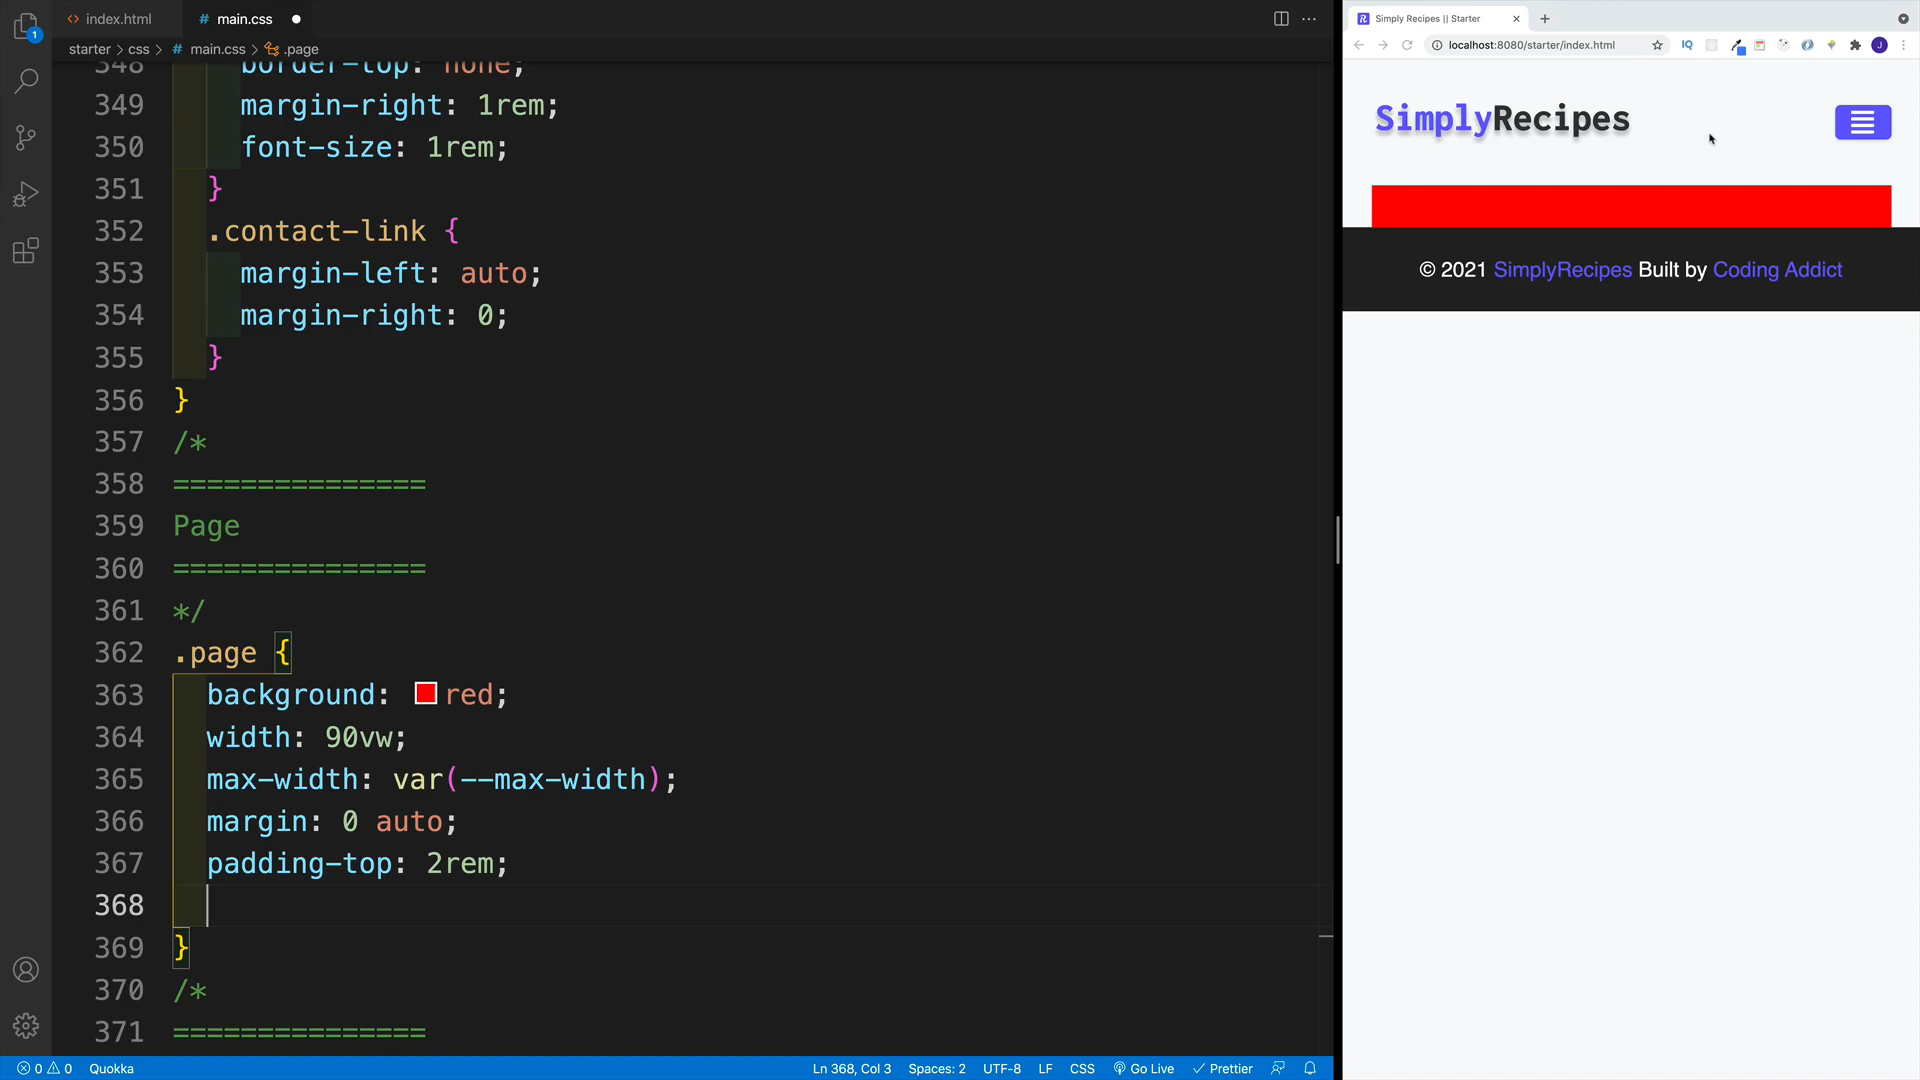 index.html
# main.css
1
starter > css > # main.css > .page
348 border-top: none;
349 margin-right: 1rem;
350 font-size: 1rem;
351 }
352 .contact-link {
353 margin-left: auto;
354 margin-right: 0;
355 }
356 }
357 /*
358 ===============
359 Page
360 ===============
361 */
362 .page {
363 background: red;
364 width: 90vw;
365 max-width: var(--max-width);
366 margin: 0 auto;
367 padding-top: 2rem;
368
369 }
370 /*
371 ===============
0 0 Quokka Ln 368, Col 3 Spaces: 2 UTF-8 LF CSS Go Live Prettier
Simply Recipes || Starter
localhost:8080/starter/index.html
IQ
J
SimplyRecipes
© 2021 SimplyRecipes Built by Coding Addict